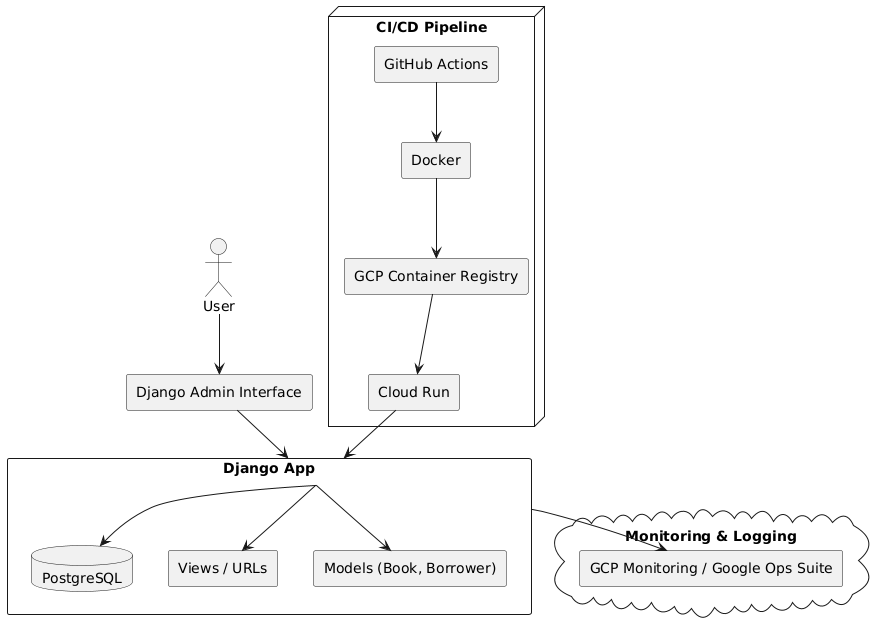 CI/CD Pipeline
GitHub Actions
Docker
GCP Container Registry
User
Django Admin Interface
Cloud Run
Django App
PostgreSQL
Views / URLs
Models (Book, Borrower)
Monitoring & Logging
GCP Monitoring / Google Ops Suite